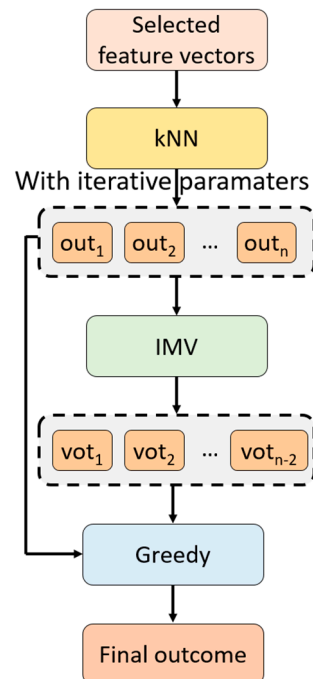 Selected
feature vectors
kNN
With iterative paramaters
out₁ out₂ ... outₙ
IMV
vot₁ vot₂ ... votₙ₋₂
Greedy
Final outcome